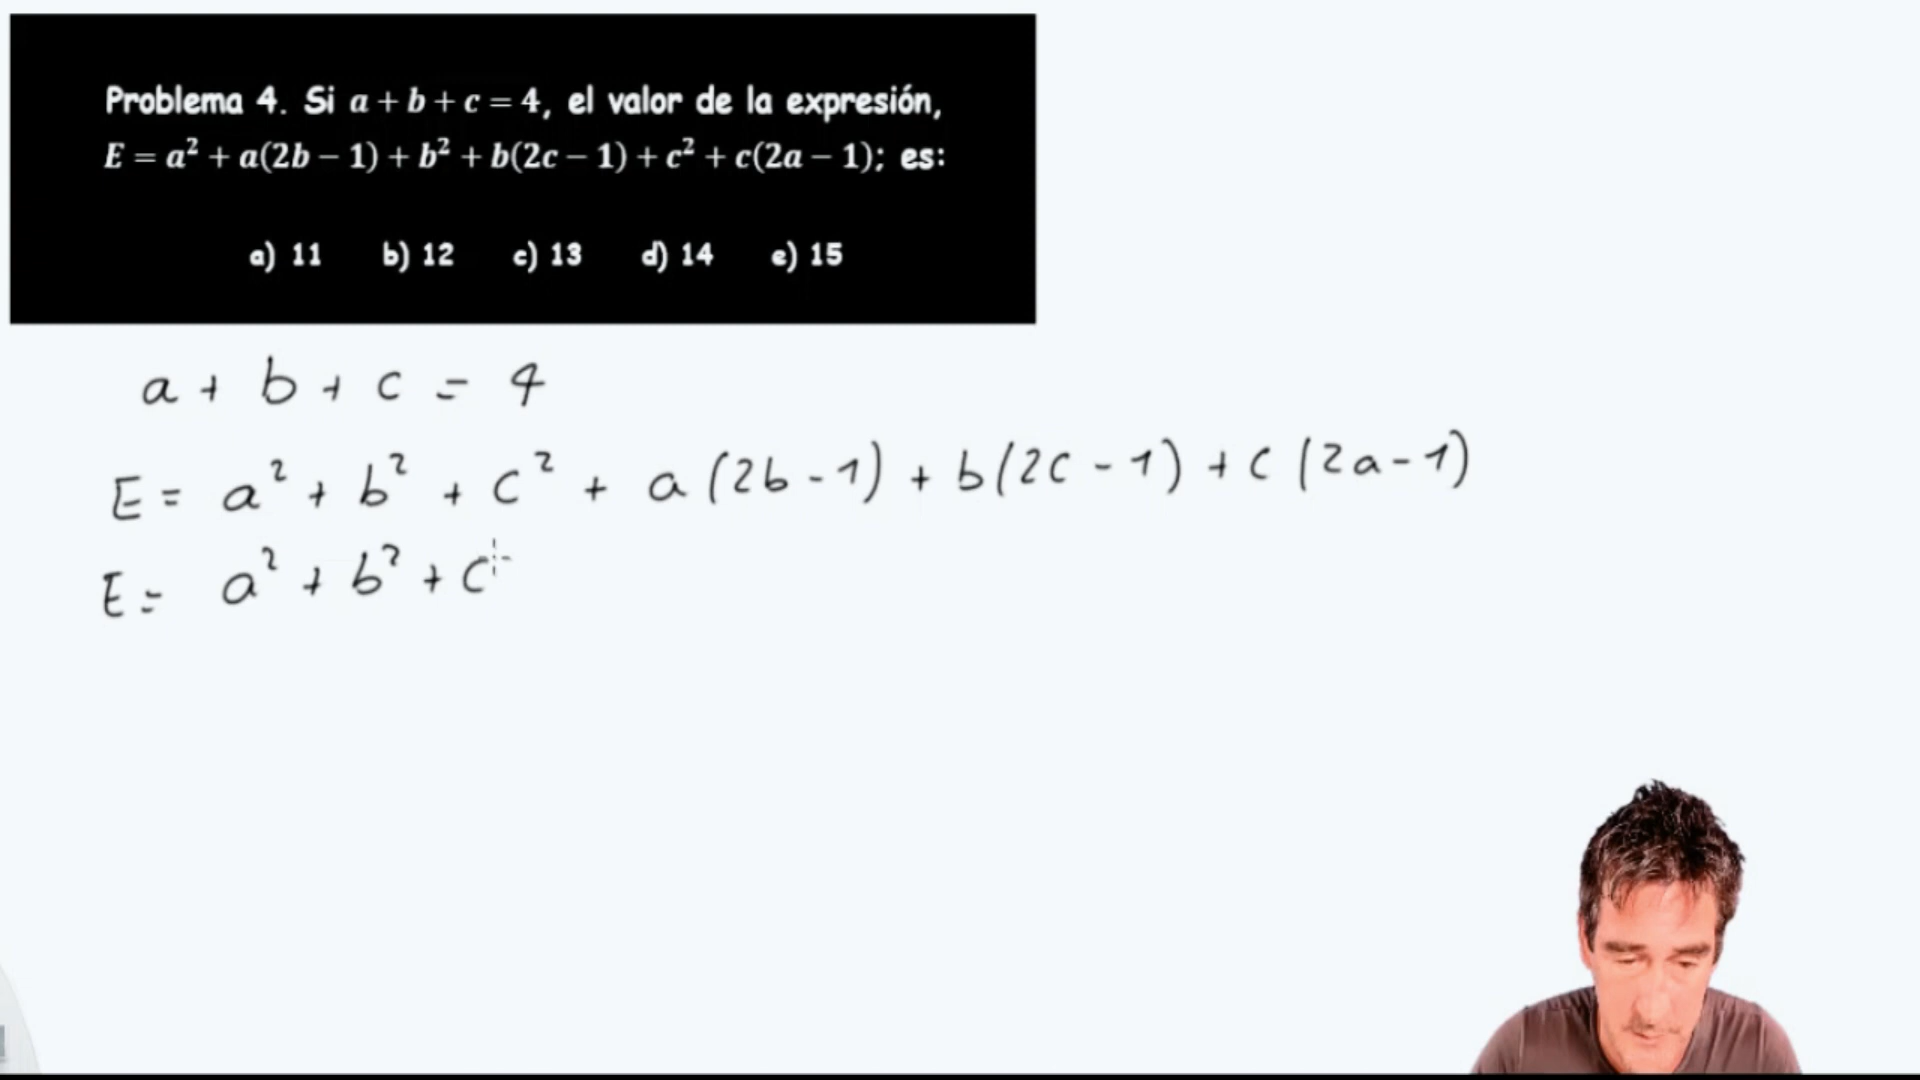 Problema 4. Si a + b + c = 4, el valor de la expresión,
E = a² + a(2b − 1) + b² + b(2c − 1) + c² + c(2a − 1); es:
a) 11 b) 12 c) 13 d) 14 e) 15
a + b + c = 4
E = a² + b² + c² + a (2b - 1) + b (2c - 1) + c (2a - 1)
E = a² + b² + c